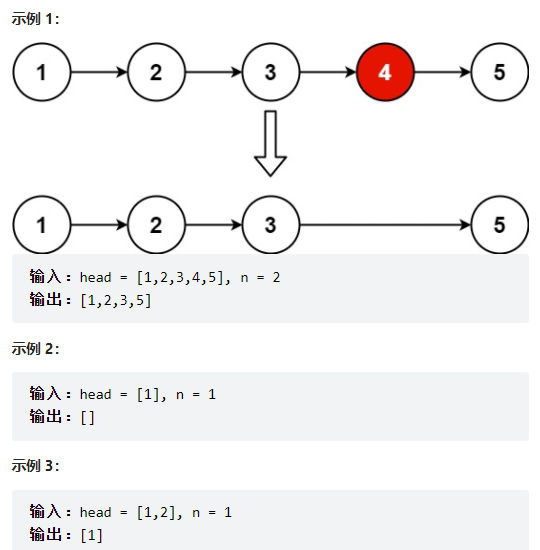 示例 1：
1 2 3 4 5
1 2 3 5
输入：head = [1,2,3,4,5], n = 2
输出：[1,2,3,5]
示例 2：
输入：head = [1], n = 1
输出：[]
示例 3：
输入：head = [1,2], n = 1
输出：[1]